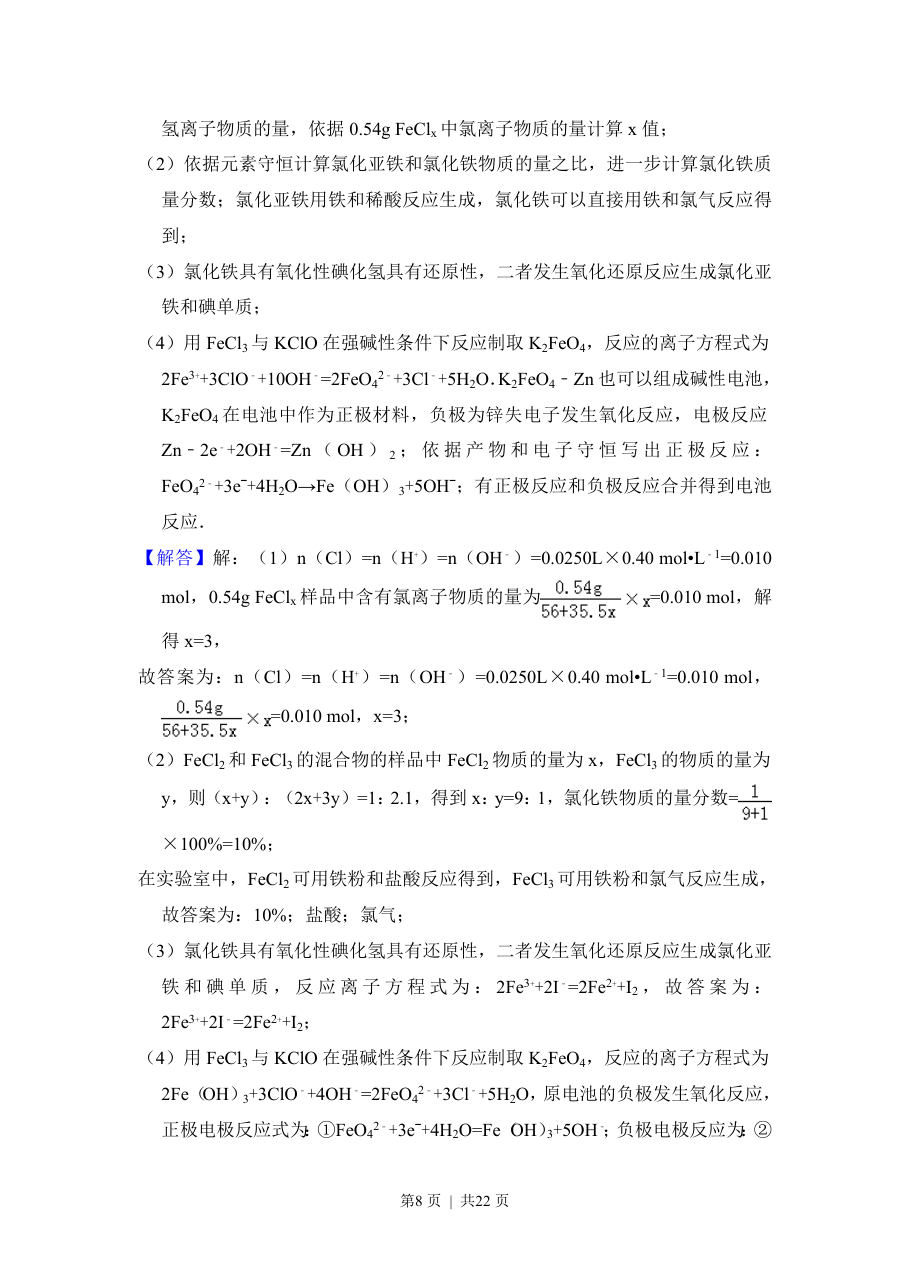 氢离子物质的量，依据 0.54g FeClx 中氯离子物质的量计算 x 值；
（2）依据元素守恒计算氯化亚铁和氯化铁物质的量之比，进一步计算氯化铁质
量分数；氯化亚铁用铁和稀酸反应生成，氯化铁可以直接用铁和氯气反应得
到；
（3）氯化铁具有氧化性碘化氢具有还原性，二者发生氧化还原反应生成氯化亚
铁和碘单质；
（4）用 FeCl₃ 与 KClO 在强碱性条件下反应制取 K₂FeO₄，反应的离子方程式为
2Fe³⁺+3ClO⁻+10OH⁻=2FeO₄²⁻+3Cl⁻+5H₂O．K₂FeO₄﹣Zn 也可以组成碱性电池，
K₂FeO₄ 在电池中作为正极材料，负极为锌失电子发生氧化反应，电极反应
Zn﹣2e⁻+2OH⁻=Zn（OH）₂；依据产物和电子守恒写出正极反应：
FeO₄²⁻+3e⁻+4H₂O→Fe（OH）₃+5OH⁻；有正极反应和负极反应合并得到电池
反应．
【解答】解：（1）n（Cl）=n（H⁺）=n（OH⁻）=0.0250L×0.40 mol•L⁻¹=0.010
mol，0.54g FeClx 样品中含有氯离子物质的量为 0.54g/(56+35.5x) × x=0.010 mol，解
得 x=3，
故答案为：n（Cl）=n（H⁺）=n（OH⁻）=0.0250L×0.40 mol•L⁻¹=0.010 mol，
0.54g/(56+35.5x) × x=0.010 mol，x=3；
（2）FeCl₂ 和 FeCl₃ 的混合物的样品中 FeCl₂ 物质的量为 x，FeCl₃ 的物质的量为
y，则（x+y）：（2x+3y）=1：2.1，得到 x：y=9：1，氯化铁物质的量分数=1/(9+1)
×100%=10%；
在实验室中，FeCl₂ 可用铁粉和盐酸反应得到，FeCl₃ 可用铁粉和氯气反应生成，
故答案为：10%；盐酸；氯气；
（3）氯化铁具有氧化性碘化氢具有还原性，二者发生氧化还原反应生成氯化亚
铁和碘单质，反应离子方程式为：2Fe³⁺+2I⁻=2Fe²⁺+I₂，故答案为：
2Fe³⁺+2I⁻=2Fe²⁺+I₂；
（4）用 FeCl₃ 与 KClO 在强碱性条件下反应制取 K₂FeO₄，反应的离子方程式为
2Fe（OH）₃+3ClO⁻+4OH⁻=2FeO₄²⁻+3Cl⁻+5H₂O，原电池的负极发生氧化反应，
正极电极反应式为：①FeO₄²⁻+3e⁻+4H₂O=Fe（OH）₃+5OH⁻；负极电极反应为：②
第8 页 | 共22 页